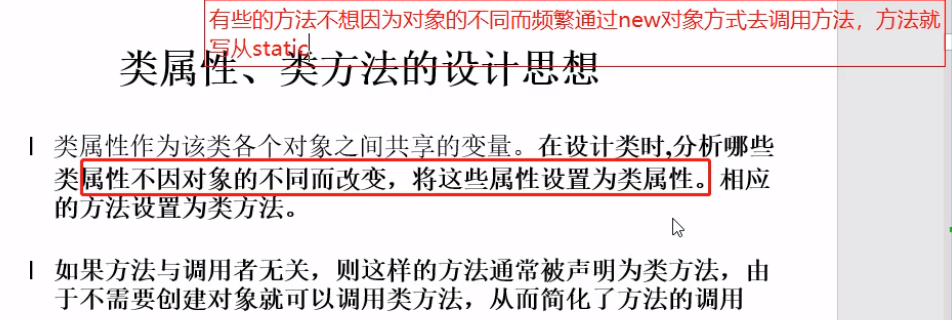 有些的方法不想因为对象的不同而频繁通过new对象方式去调用方法，方法就
写从static
类属性、类方法的设计思想
l 类属性作为该类各个对象之间共享的变量。在设计类时,分析哪些
类属性不因对象的不同而改变，将这些属性设置为类属性。相应
的方法设置为类方法。
l 如果方法与调用者无关，则这样的方法通常被声明为类方法，由
于不需要创建对象就可以调用类方法，从而简化了方法的调用